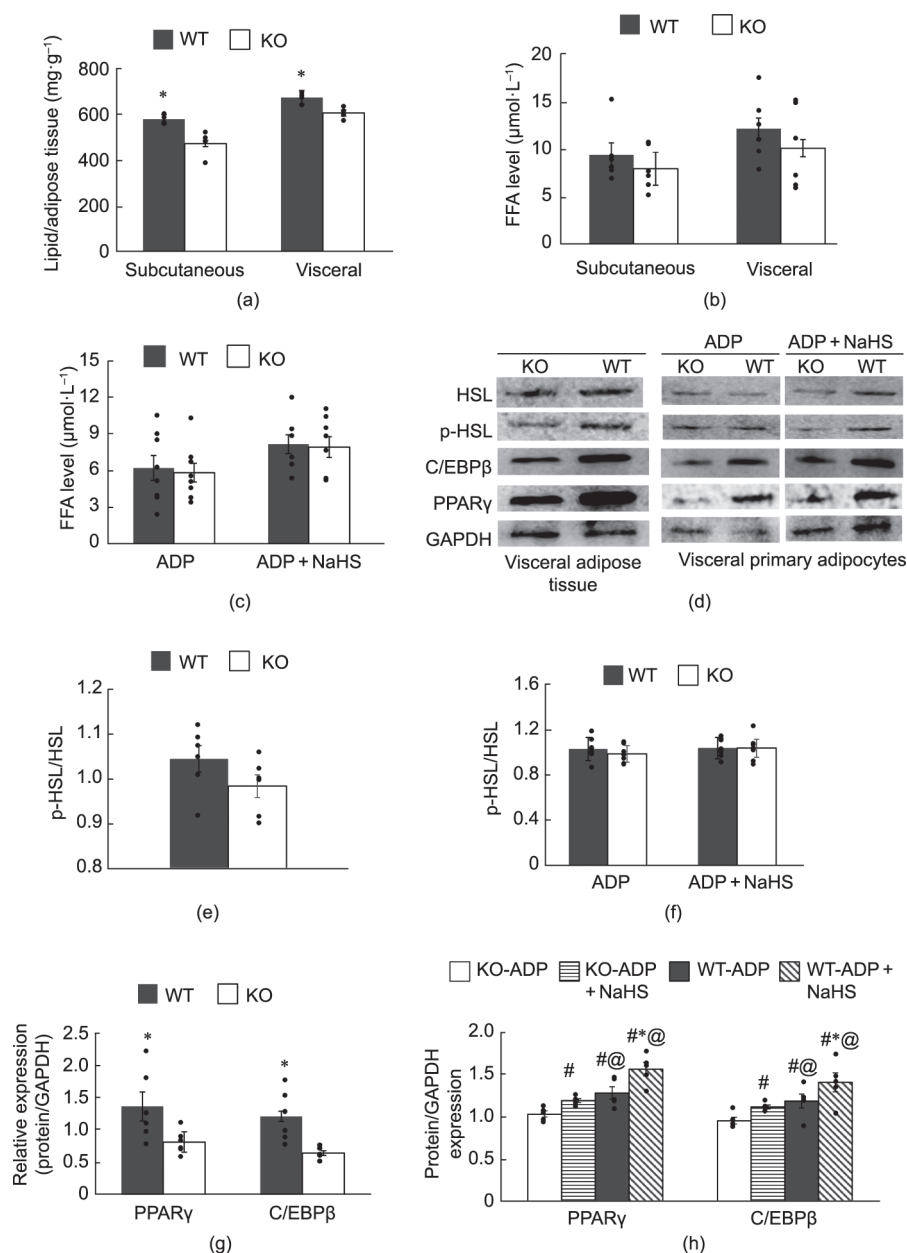 WT KO
Lipid/adipose tissue (mg·g⁻¹)
800
600
400
200
0
*
*
Subcutaneous Visceral
(a)
WT KO
FFA level (μmol·L⁻¹)
20
15
10
5
0
Subcutaneous Visceral
(b)
WT KO
FFA level (μmol·L⁻¹)
15
12
9
6
3
0
ADP ADP + NaHS
(c)
ADP ADP + NaHS
KO WT KO WT KO WT
HSL
p-HSL
C/EBPβ
PPARγ
GAPDH
Visceral adipose
tissue
Visceral primary adipocytes
(d)
WT KO
p-HSL/HSL
1.2
1.1
1.0
0.9
0.8
(e)
WT KO
p-HSL/HSL
1.6
1.2
0.8
0.4
0
ADP ADP + NaHS
(f)
WT KO
Relative expression
(protein/GAPDH)
2.5
2.0
1.5
1.0
0.5
0
*
*
PPARγ C/EBPβ
(g)
KO-ADP KO-ADP + NaHS WT-ADP WT-ADP + NaHS
Protein/GAPDH
expression
2.0
1.5
1.0
0.5
0
# #@ #*@
# #@ #*@
PPARγ C/EBPβ
(h)